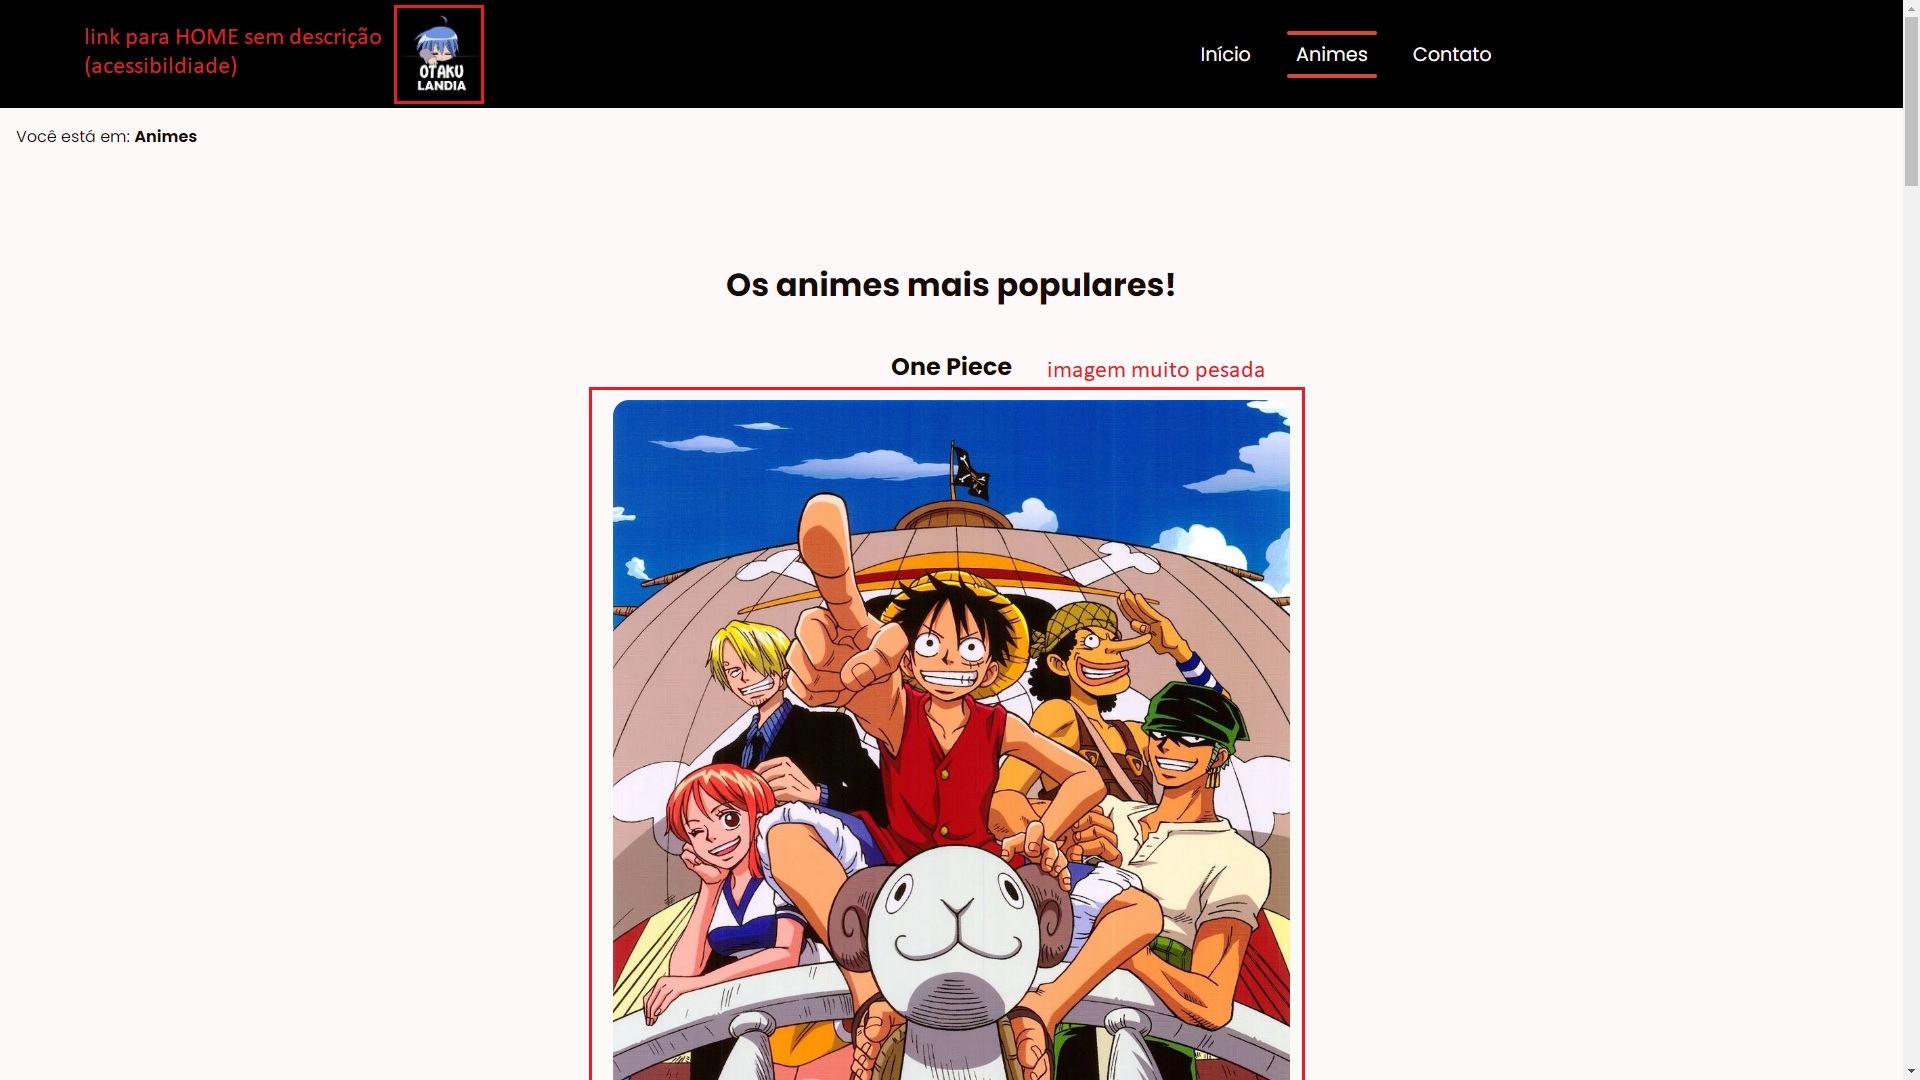 link para HOME sem descrição
(acessibildiade)
OTAKU
LANDIA
Início
Animes
Contato
Você está em: Animes
Os animes mais populares!
One Piece
imagem muito pesada